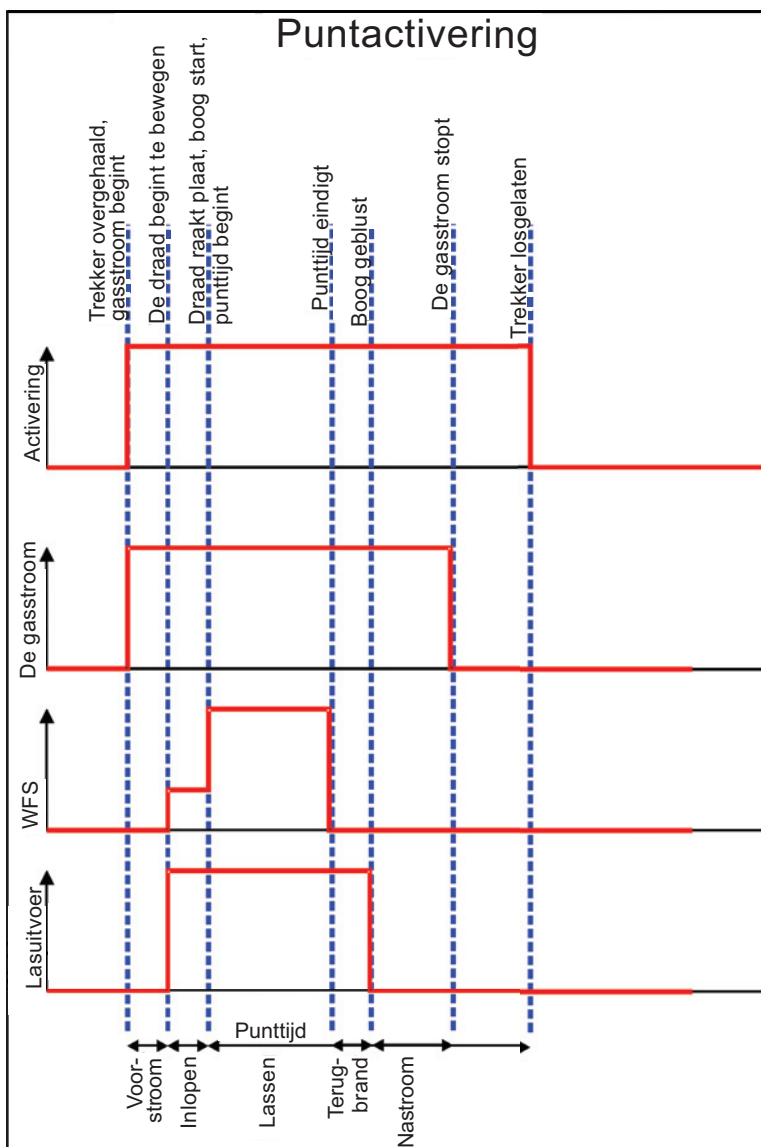 Puntactivering
Trekker overgehaald,
gasstroom begint
De draad begint te bewegen
Draad raakt plaat, boog start,
punttijd begint
Punttijd eindigt
Boog geblust
De gasstroom stopt
Trekker losgelaten
Activering
De gasstroom
WFS
Lasuitvoer
Punttijd
Voor-
stroom
Inlopen
Lassen
Terug-
brand
Nastroom